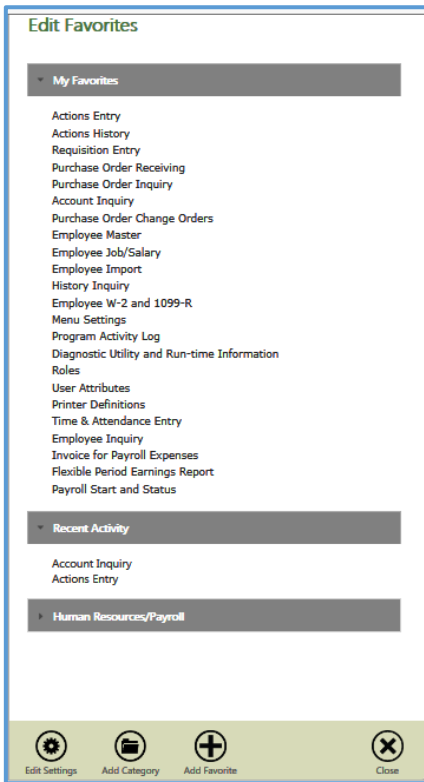 Edit Favorites
My Favorites
Actions Entry
Actions History
Requisition Entry
Purchase Order Receiving
Purchase Order Inquiry
Account Inquiry
Purchase Order Change Orders
Employee Master
Employee Job/Salary
Employee Import
History Inquiry
Employee W-2 and 1099-R
Menu Settings
Program Activity Log
Diagnostic Utility and Run-time Information
Roles
User Attributes
Printer Definitions
Time & Attendance Entry
Employee Inquiry
Invoice for Payroll Expenses
Flexible Period Earnings Report
Payroll Start and Status
Recent Activity
Account Inquiry
Actions Entry
Human Resources/Payroll
Edit Settings Add Category Add Favorite Close